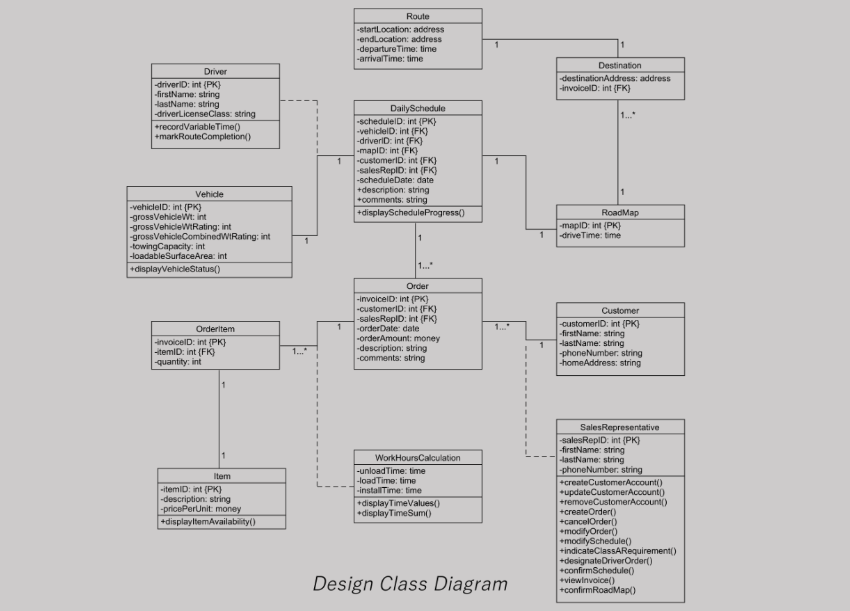 Route
-startLocation: address
-endLocation: address
-departureTime: time
-arrivalTime: time
1
1
Destination
-destinationAddress: address
-invoiceID: int {FK}
1...*
1
Driver
-driverID: int {PK}
-firstName: string
-lastName: string
-driverLicenseClass: string
+recordVariableTime()
+markRouteCompletion()
DailySchedule
-scheduleID: int {PK}
-vehicleID: int {FK}
-driverID: int {FK}
-mapID: int {FK}
-customerID: int {FK}
-salesRepID: int {FK}
-scheduleDate: date
+description: string
+comments: string
+displayScheduleProgress()
1
1
1
1
Vehicle
-vehicleID: int {PK}
-grossVehicleWt: int
-grossVehicleWtRating: int
-grossVehicleCombinedWtRating: int
-towingCapacity: int
-loadableSurfaceArea: int
+displayVehicleStatus()
RoadMap
-mapID: int {PK}
-driveTime: time
1
1...*
Order
-invoiceID: int {PK}
-customerID: int {FK}
-salesRepID: int {FK}
-orderDate: date
-orderAmount: money
-description: string
-comments: string
1
1...*
1...*
1
OrderItem
-invoiceID: int {PK}
-itemID: int {FK}
-quantity: int
Customer
-customerID: int {PK}
-firstName: string
-lastName: string
-phoneNumber: string
-homeAddress: string
1
1
Item
-itemID: int {PK}
-description: string
-pricePerUnit: money
+displayItemAvailability()
WorkHoursCalculation
-unloadTime: time
-loadTime: time
-installTime: time
+displayTimeValues()
+displayTimeSum()
SalesRepresentative
-salesRepID: int {PK}
-firstName: string
-lastName: string
-phoneNumber: string
+createCustomerAccount()
+updateCustomerAccount()
+removeCustomerAccount()
+createOrder()
+cancelOrder()
+modifyOrder()
+modifySchedule()
+indicateClassARequirement()
+designateDriverOrder()
+confirmSchedule()
+viewInvoice()
+confirmRoadMap()
Design Class Diagram